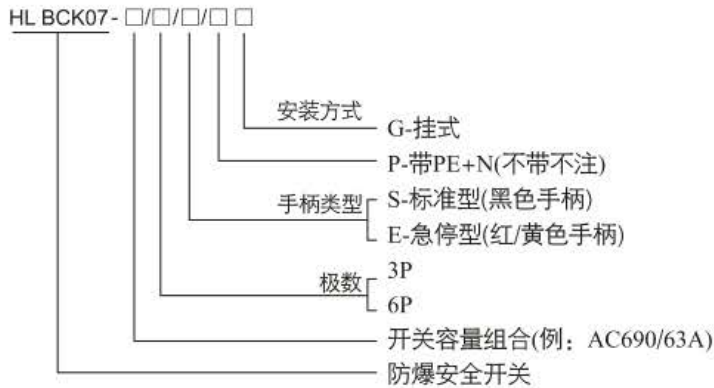 HL BCK07-□/□/□/□ □
安装方式
G-挂式
P-带PE+N(不带不注)
手柄类型
S-标准型(黑色手柄)
E-急停型(红/黄色手柄)
极数
3P
6P
开关容量组合(例：AC690/63A)
防爆安全开关